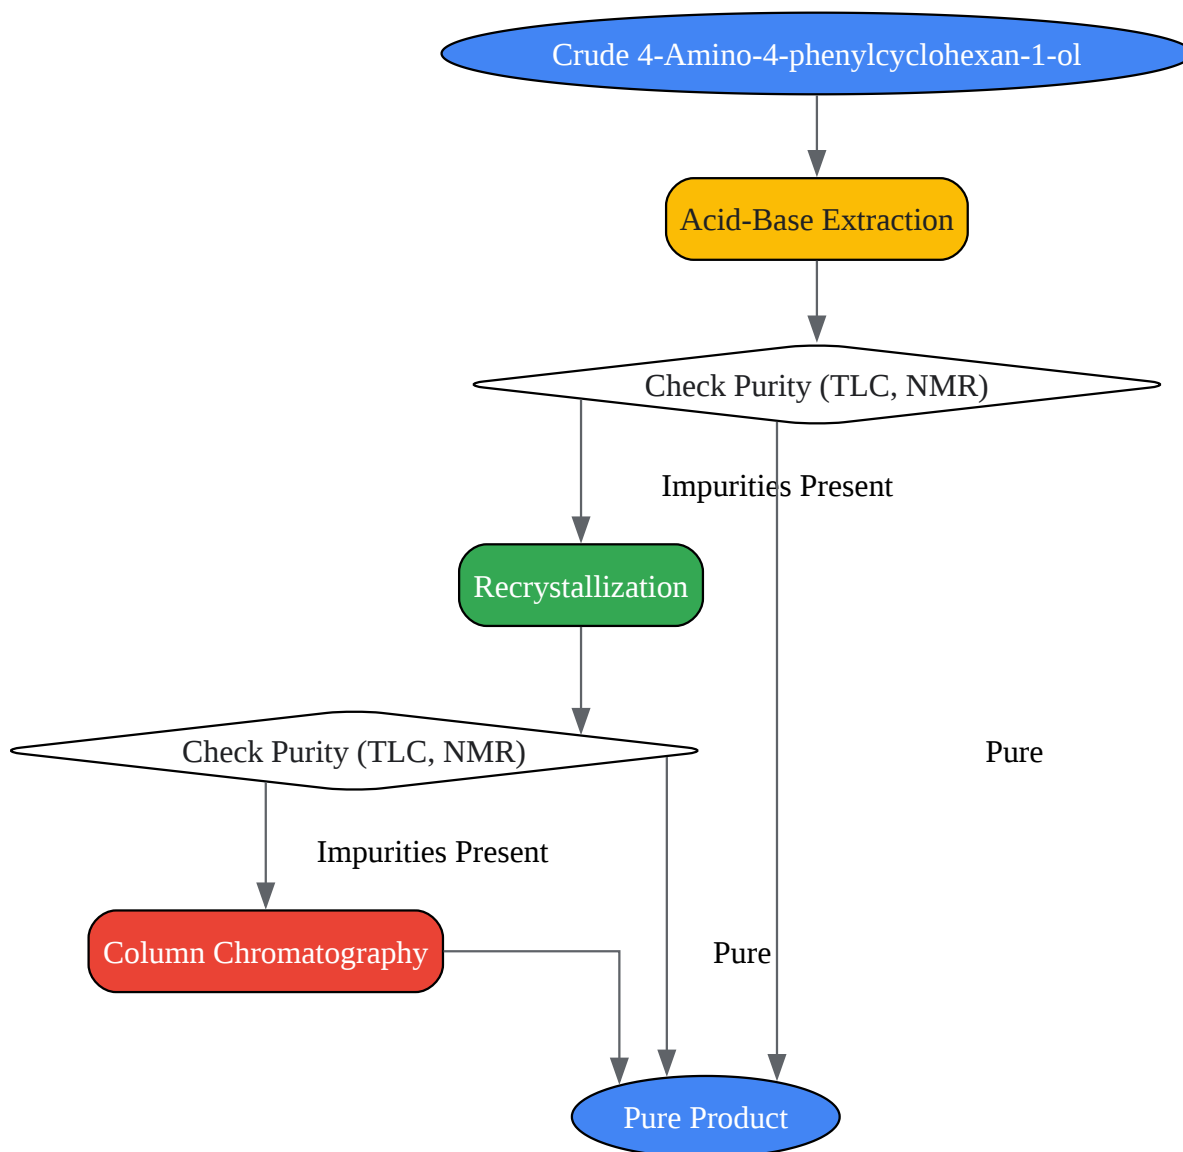 Crude 4-Amino-4-phenylcyclohexan-1-ol
Acid-Base Extraction
Check Purity (TLC, NMR)
Impurities Present
Recrystallization
Check Purity (TLC, NMR)
Pure
Impurities Present
Column Chromatography
Pure
Pure Product